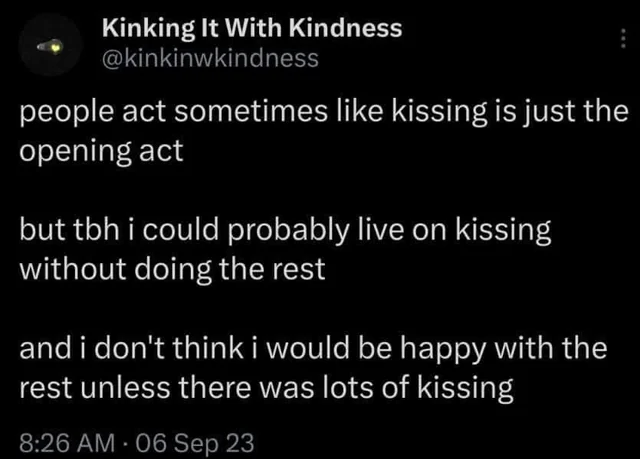 Kinking It With Kindness
@kinkinwkindness
people act sometimes like kissing is just the
opening act
but tbh i could probably live on kissing
without doing the rest
and i don't think i would be happy with the
rest unless there was lots of kissing
8:26 AM · 06 Sep 23